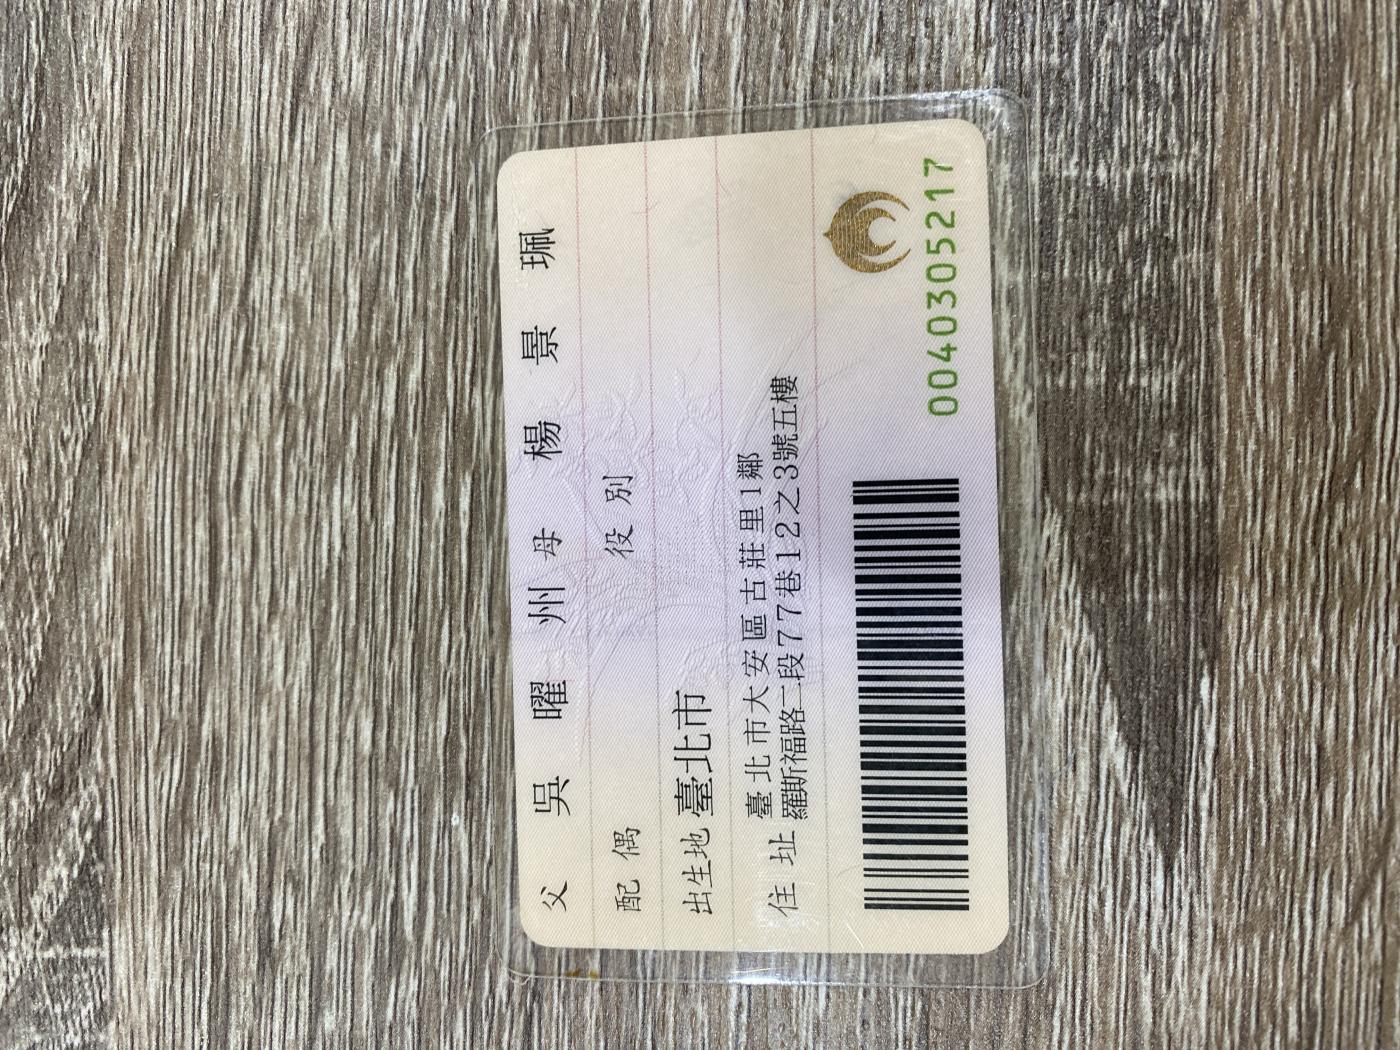 父 吳曜州 母 楊景珮
配偶 役別
出生地 臺北市
住址 臺北市大安區古莊里1鄰
羅斯福路二段77巷12之3號五樓
0040305217